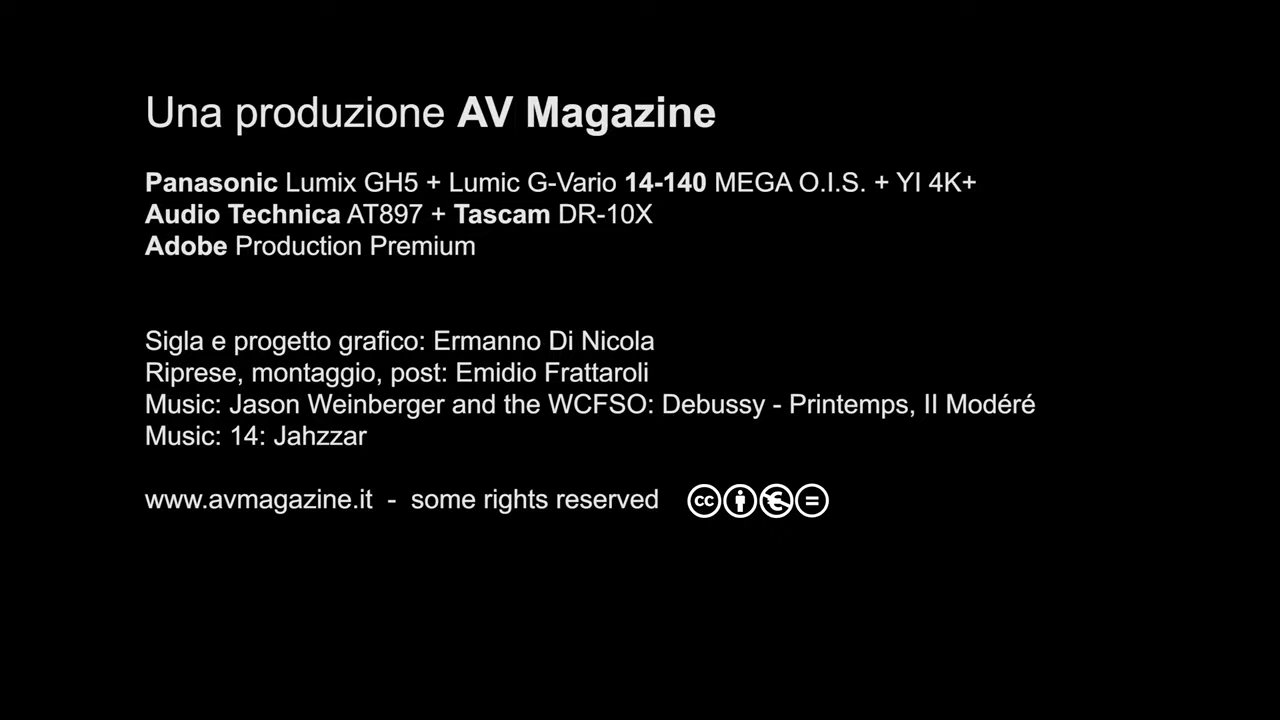 Una produzione AV Magazine
Panasonic Lumix GH5 + Lumic G-Vario 14-140 MEGA O.I.S. + YI 4K+
Audio Technica AT897 + Tascam DR-10X
Adobe Production Premium
Sigla e progetto grafico: Ermanno Di Nicola
Riprese, montaggio, post: Emidio Frattaroli
Music: Jason Weinberger and the WCFSO: Debussy - Printemps, II Modéré
Music: 14: Jahzzar
www.avmagazine.it - some rights reserved cc € =